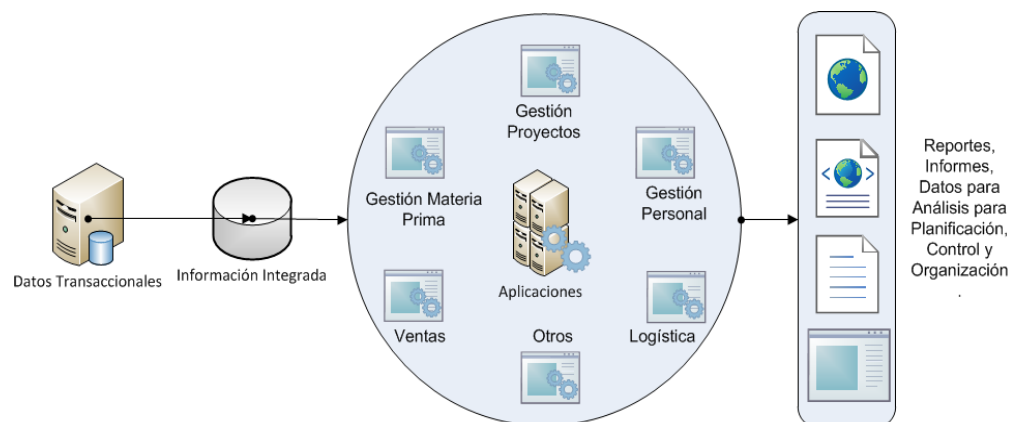 Datos Transaccionales
Información Integrada
Gestión
Proyectos
Gestión Materia
Prima
Gestión
Personal
Aplicaciones
Ventas
Otros
Logística
Reportes,
Informes,
Datos para
Análisis para
Planificación,
Control y
Organización
.